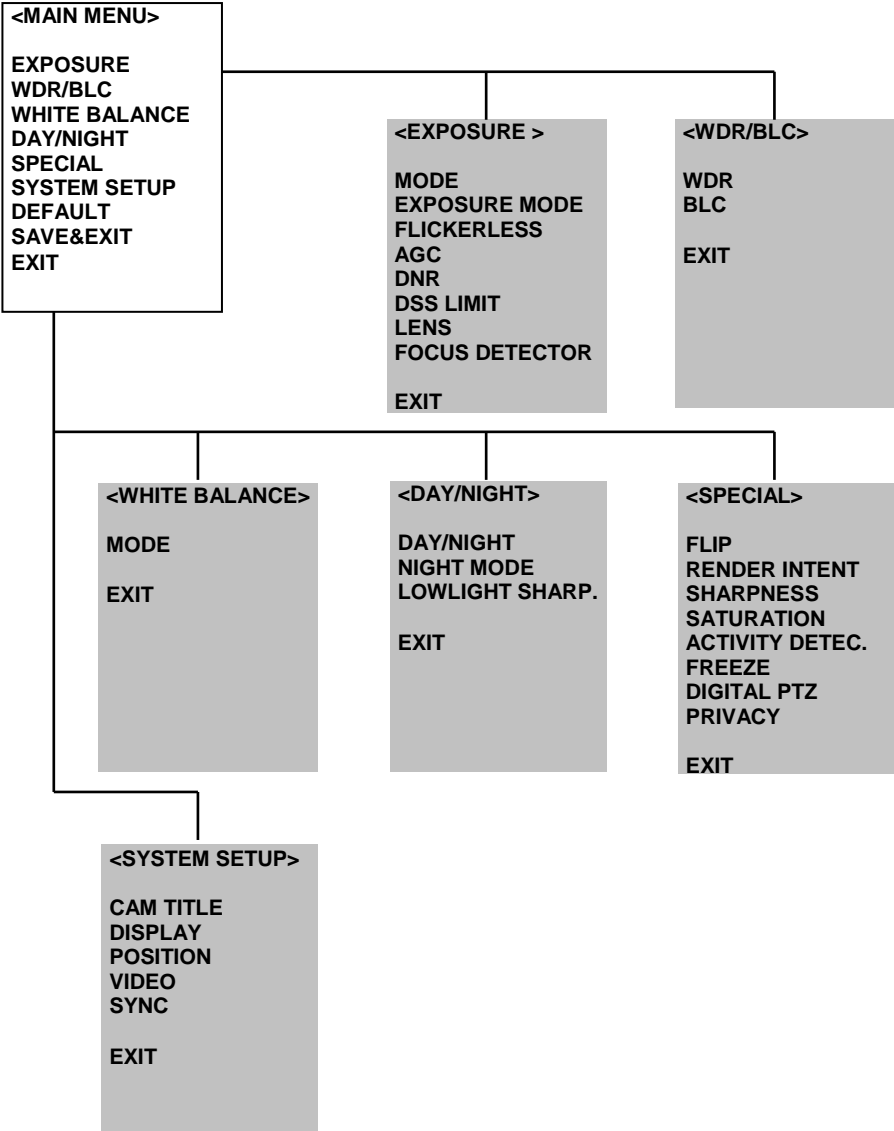 <MAIN MENU>
EXPOSURE
WDR/BLC
WHITE BALANCE
DAY/NIGHT
SPECIAL
SYSTEM SETUP
DEFAULT
SAVE&EXIT
EXIT
<EXPOSURE >
MODE
EXPOSURE MODE
FLICKERLESS
AGC
DNR
DSS LIMIT
LENS
FOCUS DETECTOR
EXIT
<WDR/BLC>
WDR
BLC
EXIT
<WHITE BALANCE>
MODE
EXIT
<DAY/NIGHT>
DAY/NIGHT
NIGHT MODE
LOWLIGHT SHARP.
EXIT
<SPECIAL>
FLIP
RENDER INTENT
SHARPNESS
SATURATION
ACTIVITY DETEC.
FREEZE
DIGITAL PTZ
PRIVACY
EXIT
<SYSTEM SETUP>
CAM TITLE
DISPLAY
POSITION
VIDEO
SYNC
EXIT